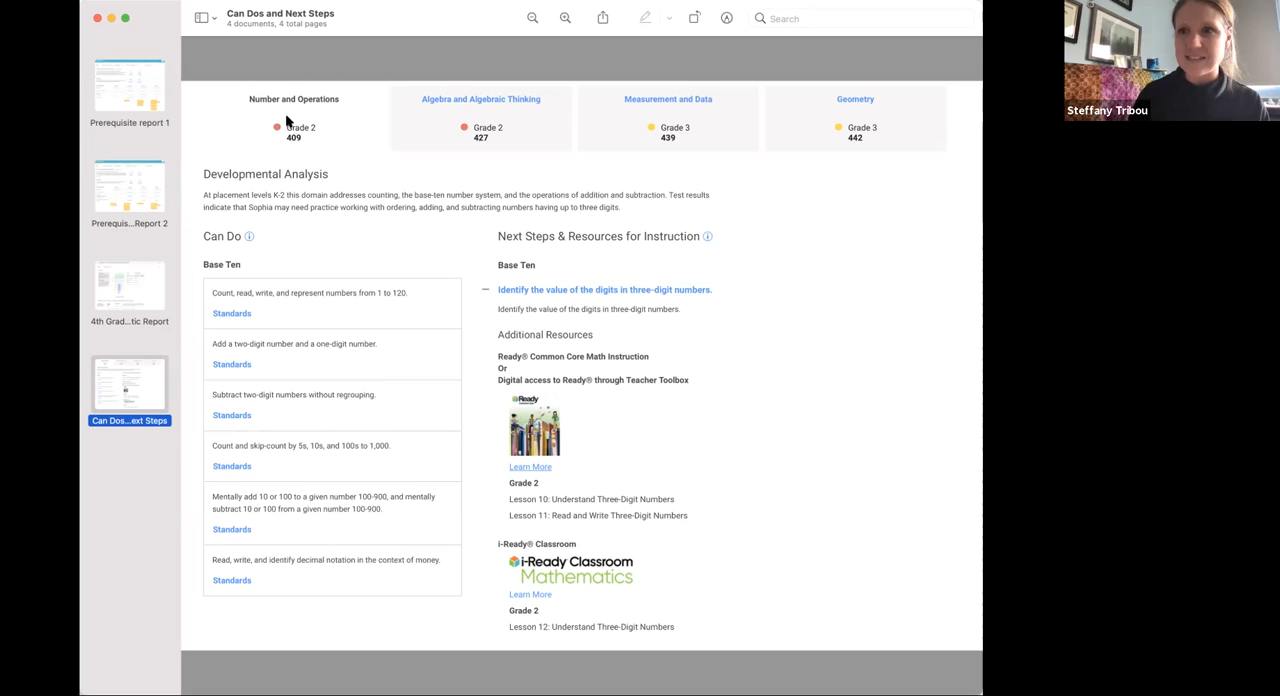 Can Dos and Next Steps
4 documents, 4 total pages
Search
Steffany Tribou
Prerequisite report 1
Prerequis...Report 2
4th Grad...tic Report
Can Dos...ext Steps
Number and Operations
Grade 2
409
Algebra and Algebraic Thinking
Grade 2
427
Measurement and Data
Grade 3
439
Geometry
Grade 3
442
Developmental Analysis
At placement levels K-2 this domain addresses counting, the base-ten number system, and the operations of addition and subtraction. Test results
indicate that Sophia may need practice working with ordering, adding, and subtracting numbers having up to three digits.
Can Do
Base Ten
Count, read, write, and represent numbers from 1 to 120.
Standards
Add a two-digit number and a one-digit number.
Standards
Subtract two-digit numbers without regrouping.
Standards
Count and skip-count by 5s, 10s, and 100s to 1,000.
Standards
Mentally add 10 or 100 to a given number 100-900, and mentally
subtract 10 or 100 from a given number 100-900.
Standards
Read, write, and identify decimal notation in the context of money.
Standards
Next Steps & Resources for Instruction
Base Ten
Identify the value of the digits in three-digit numbers.
Identify the value of the digits in three-digit numbers.
Additional Resources
Ready® Common Core Math Instruction
Or
Digital access to Ready® through Teacher Toolbox
Ready
Learn More
Grade 2
Lesson 10: Understand Three-Digit Numbers
Lesson 11: Read and Write Three-Digit Numbers
i-Ready® Classroom
i-Ready Classroom
Mathematics
Learn More
Grade 2
Lesson 12: Understand Three-Digit Numbers